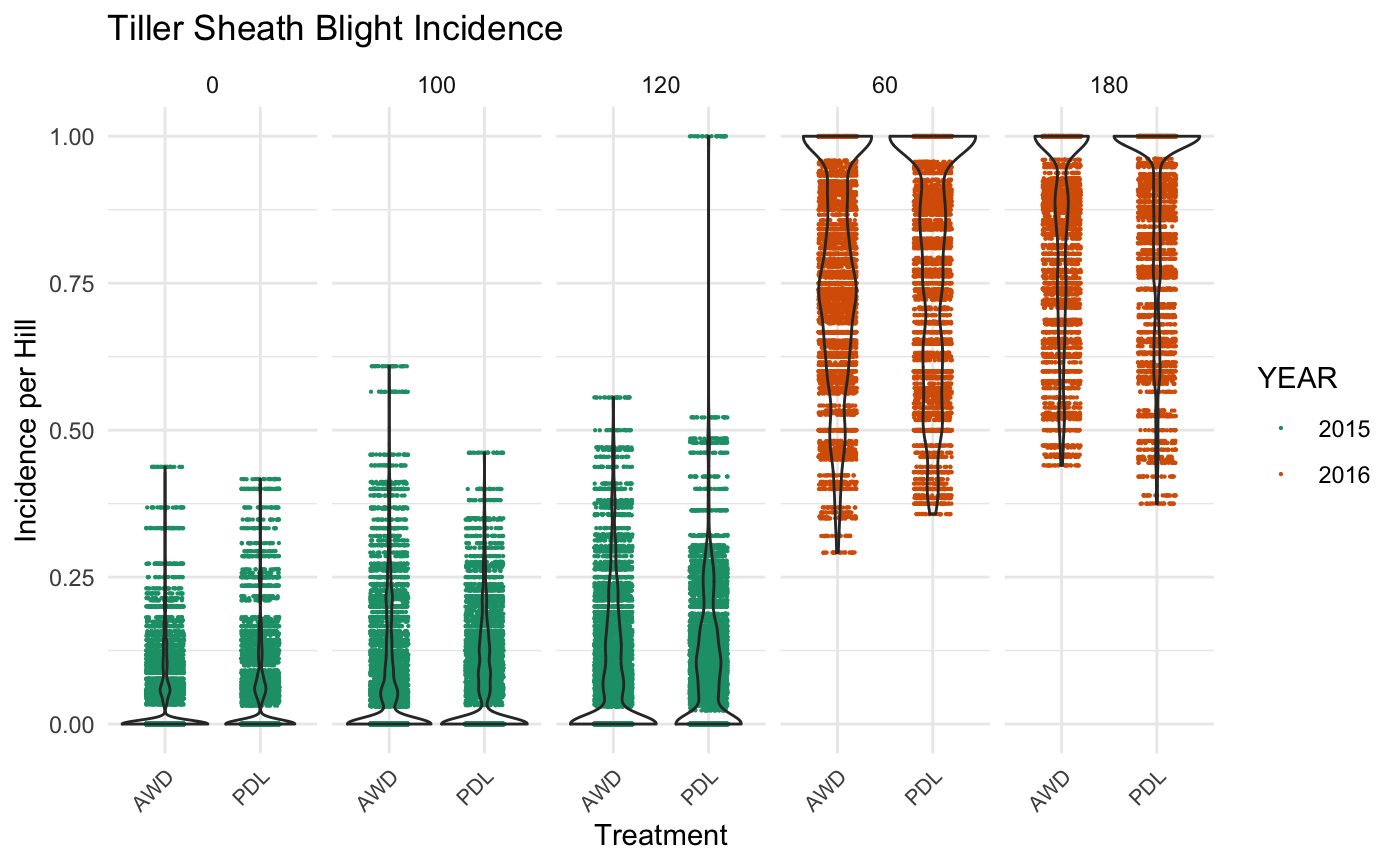 Tiller Sheath Blight Incidence
0 100 120 60 180
Incidence per Hill
1.00
0.75
0.50
0.25
0.00
AWD PDL AWD PDL AWD PDL AWD PDL AWD PDL
Treatment
YEAR
2015
2016